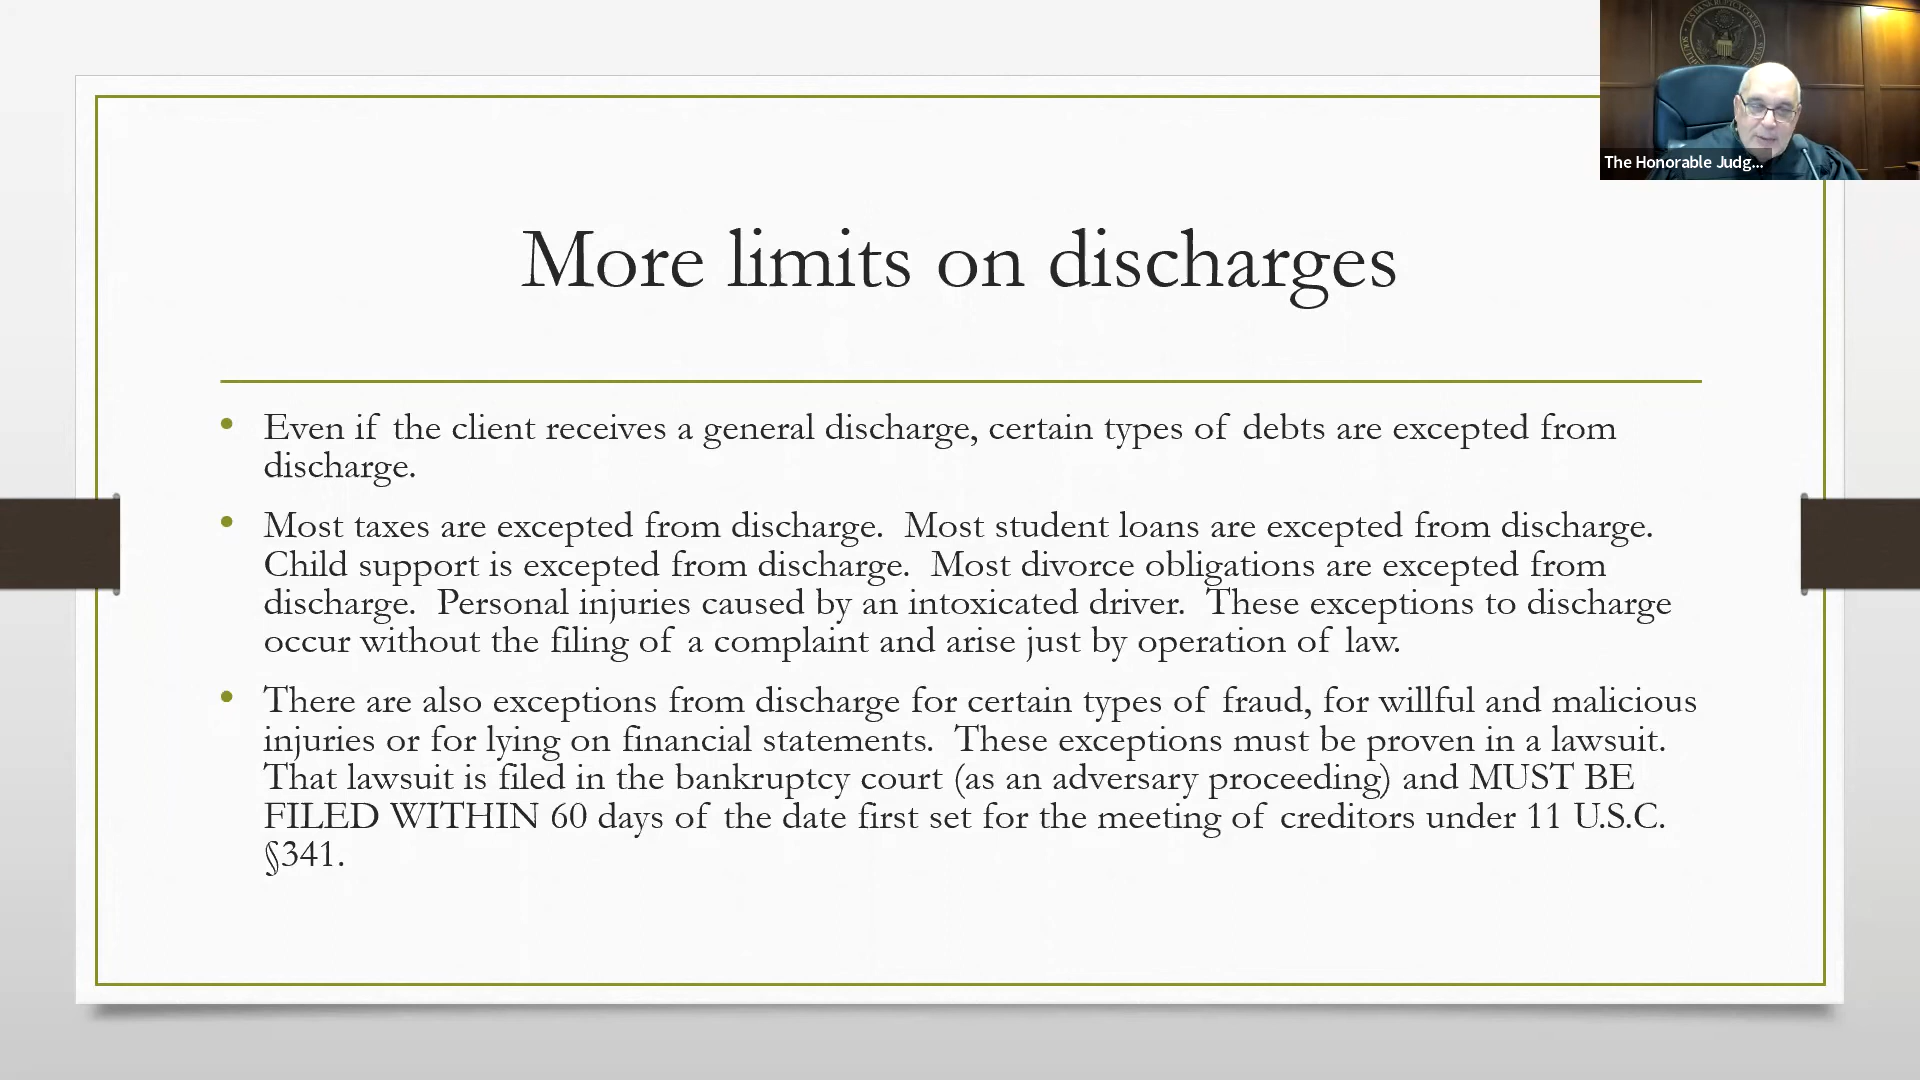 The Honorable Judg...
More limits on discharges
• Even if the client receives a general discharge, certain types of debts are excepted from
discharge.
• Most taxes are excepted from discharge. Most student loans are excepted from discharge.
Child support is excepted from discharge. Most divorce obligations are excepted from
discharge. Personal injuries caused by an intoxicated driver. These exceptions to discharge
occur without the filing of a complaint and arise just by operation of law.
• There are also exceptions from discharge for certain types of fraud, for willful and malicious
injuries or for lying on financial statements. These exceptions must be proven in a lawsuit.
That lawsuit is filed in the bankruptcy court (as an adversary proceeding) and MUST BE
FILED WITHIN 60 days of the date first set for the meeting of creditors under 11 U.S.C.
§341.